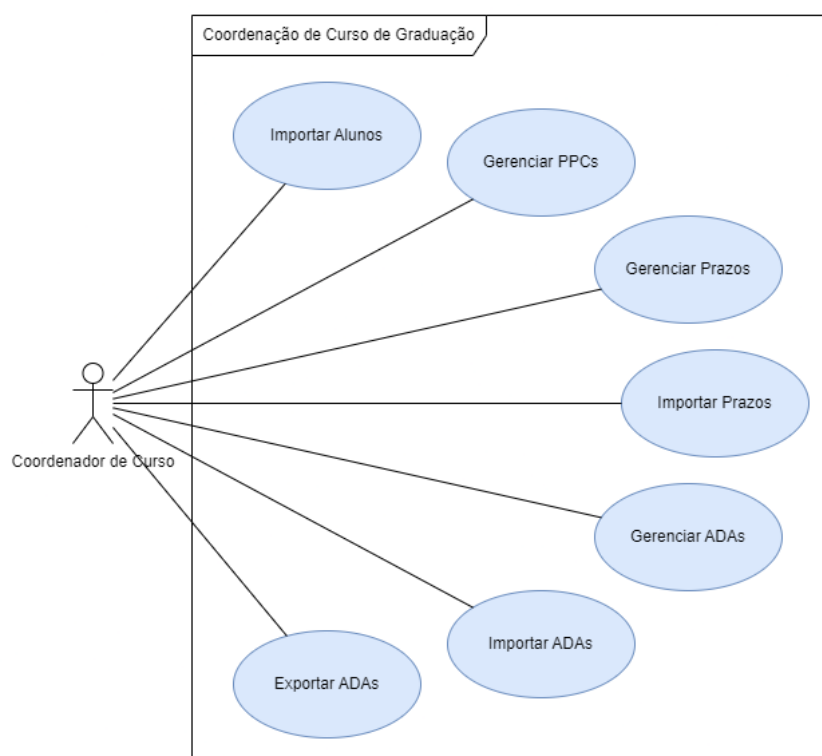 Coordenação de Curso de Graduação
Importar Alunos
Gerenciar PPCs
Gerenciar Prazos
Importar Prazos
Coordenador de Curso
Gerenciar ADAs
Importar ADAs
Exportar ADAs